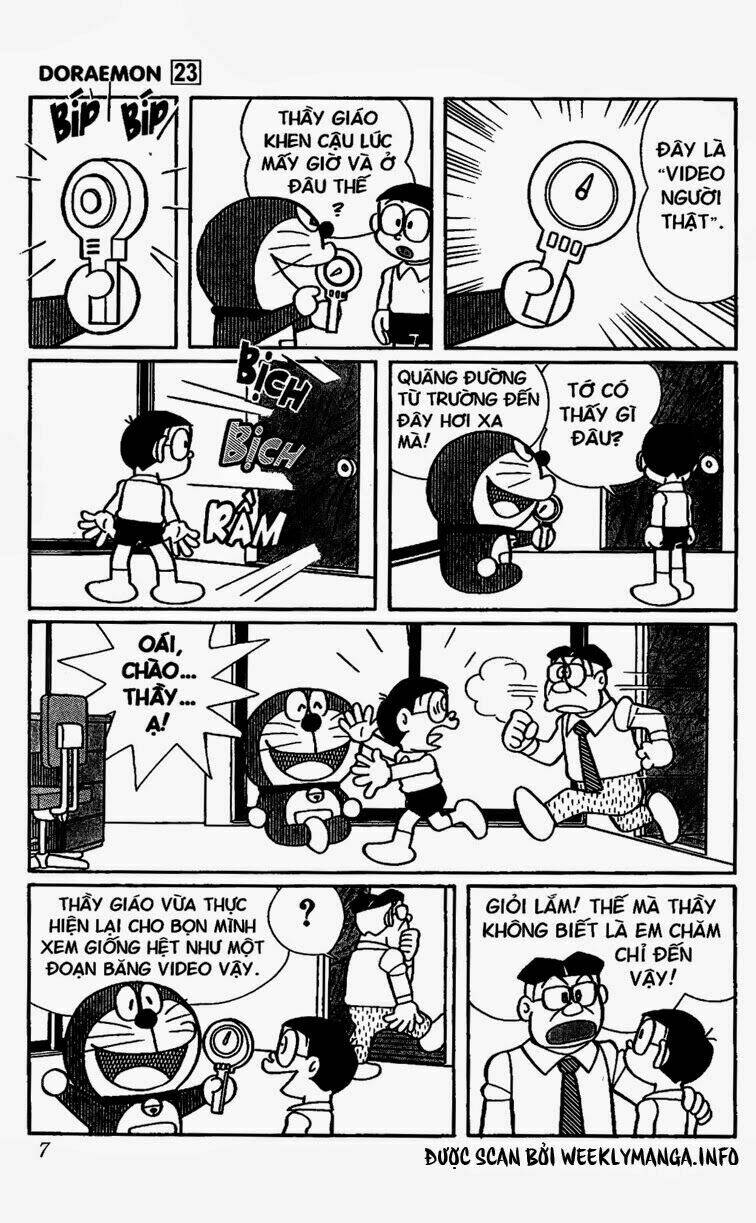 DORAEMON 23
ĐÂY LÀ
“VIDEO
NGƯỜI
THẬT”.
THẦY GIÁO
KHEN CẬU LÚC
MẤY GIỜ VÀ Ở
ĐÂU THẾ
?
BÍP BÍP
TỚ CÓ
THẤY GÌ
ĐÂU?
QUÃNG ĐƯỜNG
TỪ TRƯỜNG ĐẾN
ĐÂY HƠI XA
MÀ!
BỊCH
BỊCH
RẦM
OÁI,
CHÀO...
THẦY...
Ạ!
GIỎI LẮM! THẾ MÀ THẦY
KHÔNG BIẾT LÀ EM CHĂM
CHỈ ĐẾN
VẬY!
?
THẦY GIÁO VỪA THỰC
HIỆN LẠI CHO BỌN MÌNH
XEM GIỐNG HỆT NHƯ MỘT
ĐOẠN BĂNG VIDEO VẬY.
7
ĐƯỢC SCAN BỞI WEEKLYMANGA.INFO